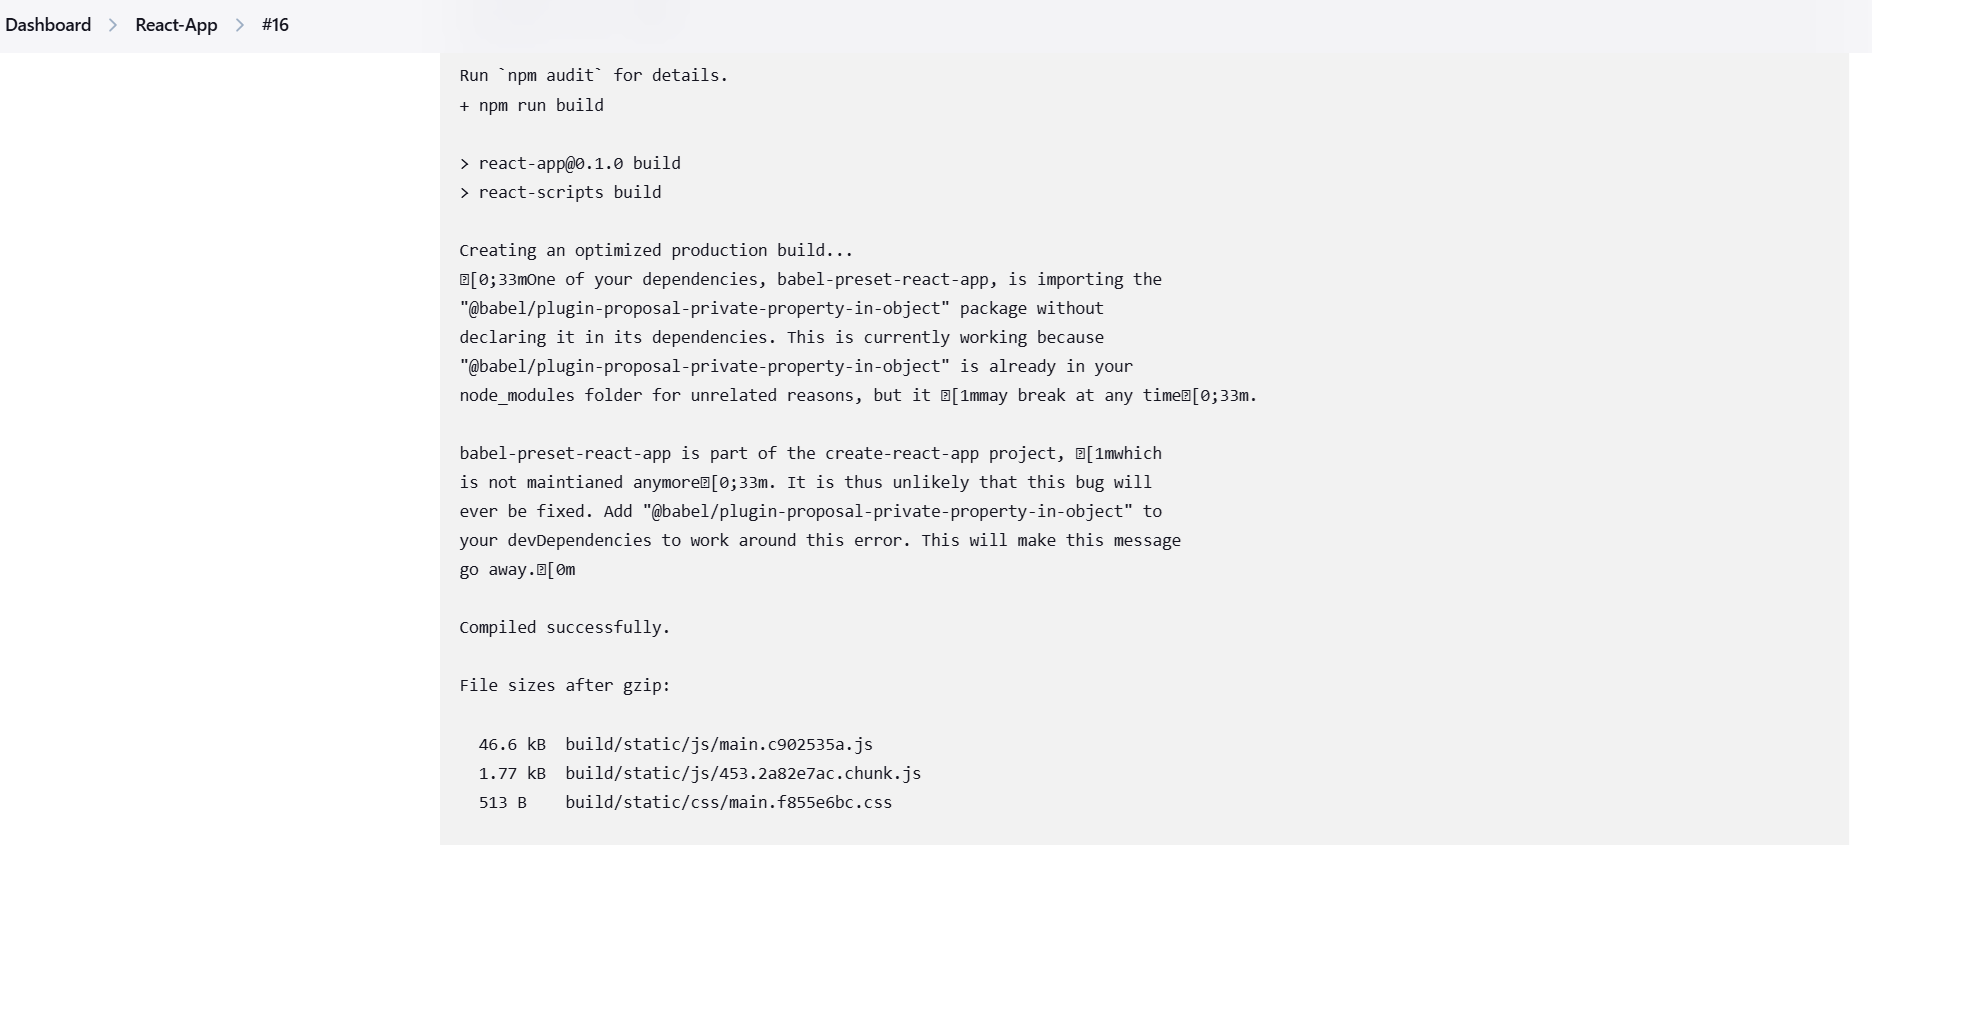 Dashboard > React-App > #16
Run `npm audit` for details.
+ npm run build
> react-app@0.1.0 build
> react-scripts build
Creating an optimized production build...
[0;33mOne of your dependencies, babel-preset-react-app, is importing the
"@babel/plugin-proposal-private-property-in-object" package without
declaring it in its dependencies. This is currently working because
"@babel/plugin-proposal-private-property-in-object" is already in your
node_modules folder for unrelated reasons, but it [1mmay break at any time[0;33m.
babel-preset-react-app is part of the create-react-app project, [1mwhich
is not maintianed anymore[0;33m. It is thus unlikely that this bug will
ever be fixed. Add "@babel/plugin-proposal-private-property-in-object" to
your devDependencies to work around this error. This will make this message
go away.[0m
Compiled successfully.
File sizes after gzip:
46.6 kB  build/static/js/main.c902535a.js
1.77 kB  build/static/js/453.2a82e7ac.chunk.js
513 B    build/static/css/main.f855e6bc.css